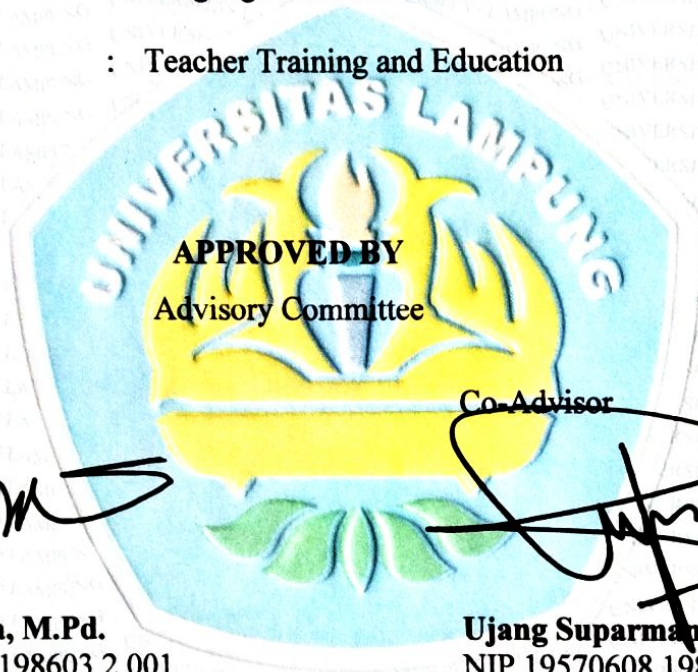 : Teacher Training and Education
UNIVERSITAS LAMPUNG
APPROVED BY
Advisory Committee
Co-Advisor
M.Pd.
198603 2 001
Ujang Suparman
NIP 19570608